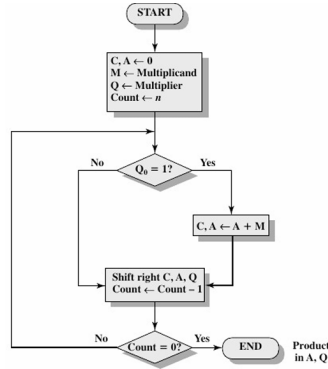 START
C, A ← 0
M ← Multiplicand
Q ← Multiplier
Count ← n
No
Q₀ = 1?
Yes
C, A ← A + M
Shift right C, A, Q
Count ← Count – 1
No
Count = 0?
Yes
END
Product
in A, Q